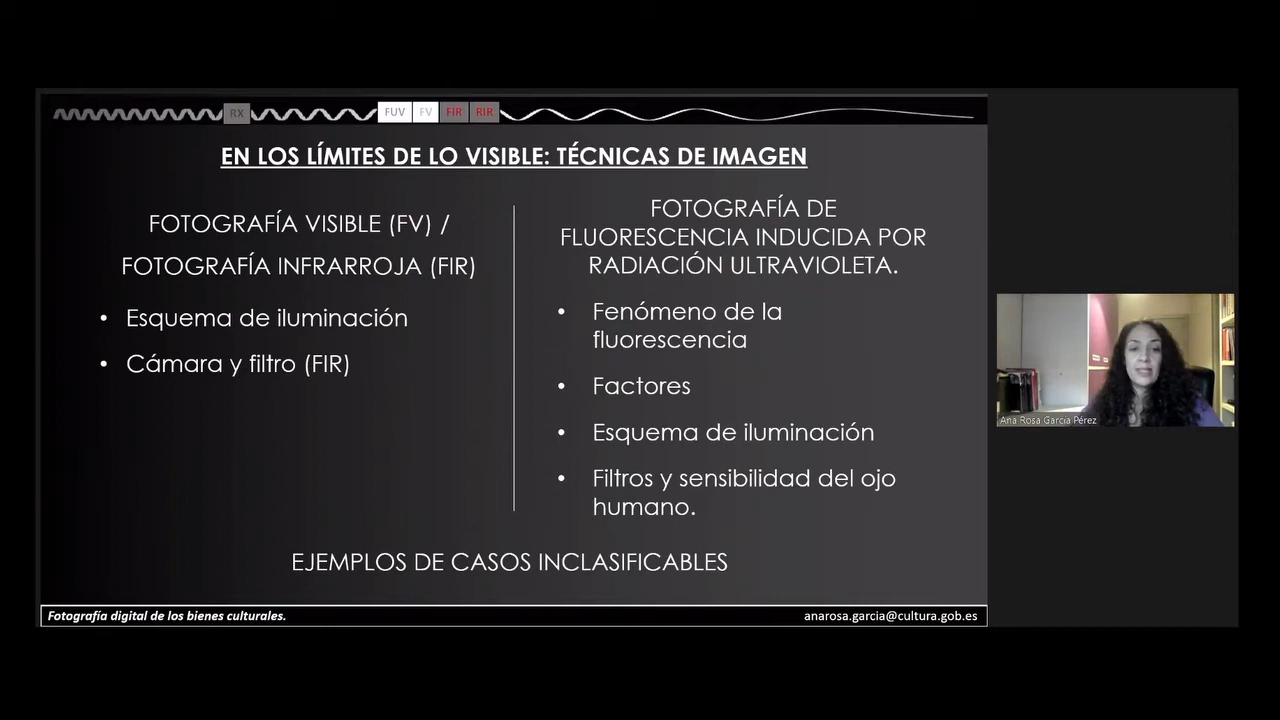 RX FUV FV FIR RIR
EN LOS LÍMITES DE LO VISIBLE: TÉCNICAS DE IMAGEN
FOTOGRAFÍA VISIBLE (FV) /
FOTOGRAFÍA INFRARROJA (FIR)
• Esquema de iluminación
• Cámara y filtro (FIR)
FOTOGRAFÍA DE
FLUORESCENCIA INDUCIDA POR
RADIACIÓN ULTRAVIOLETA.
• Fenómeno de la
fluorescencia
• Factores
• Esquema de iluminación
• Filtros y sensibilidad del ojo
humano.
EJEMPLOS DE CASOS INCLASIFICABLES
Fotografía digital de los bienes culturales.
anarosa.garcia@cultura.gob.es
Ana Rosa García Pérez